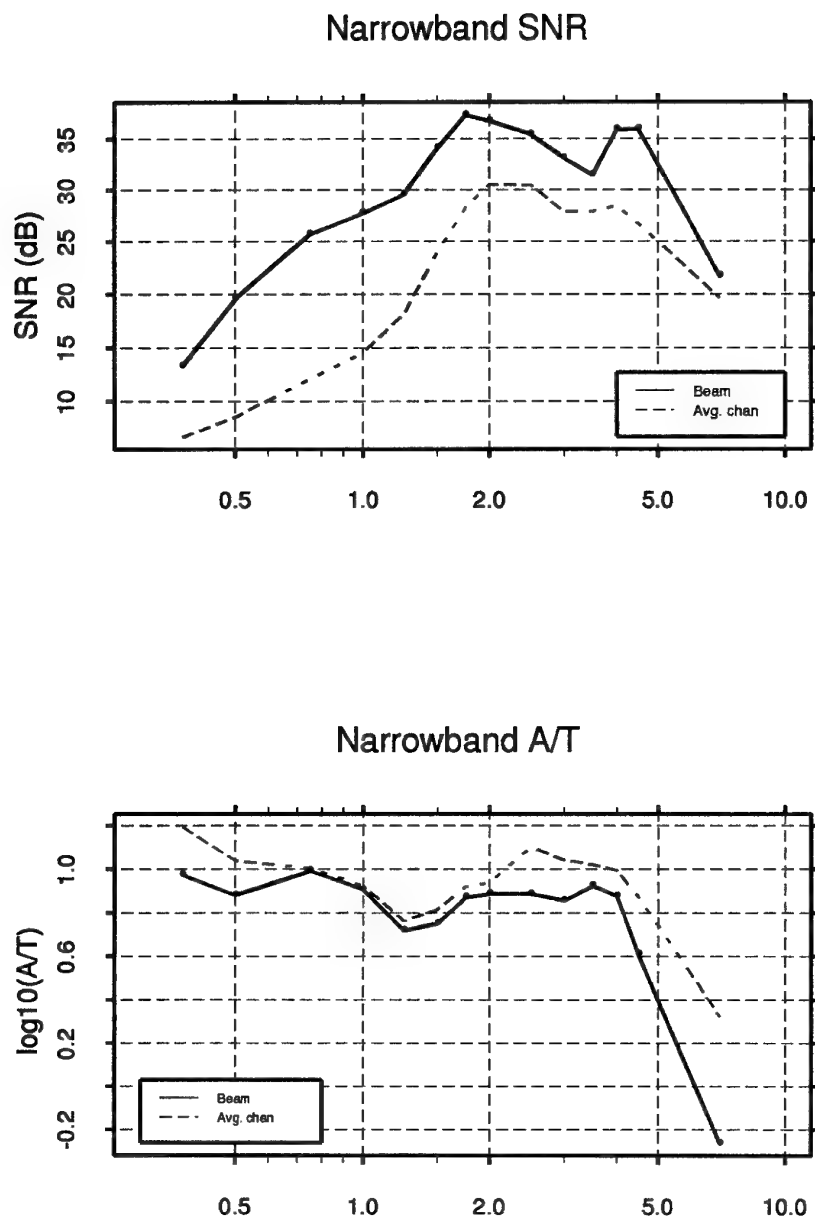 Narrowband SNR
SNR (dB)
35
30
25
20
15
10
Beam
Avg. chan
0.5 1.0 2.0 5.0 10.0
Narrowband A/T
log10(A/T)
1.0
0.6
0.2
-0.2
Beam
Avg. chan
0.5 1.0 2.0 5.0 10.0